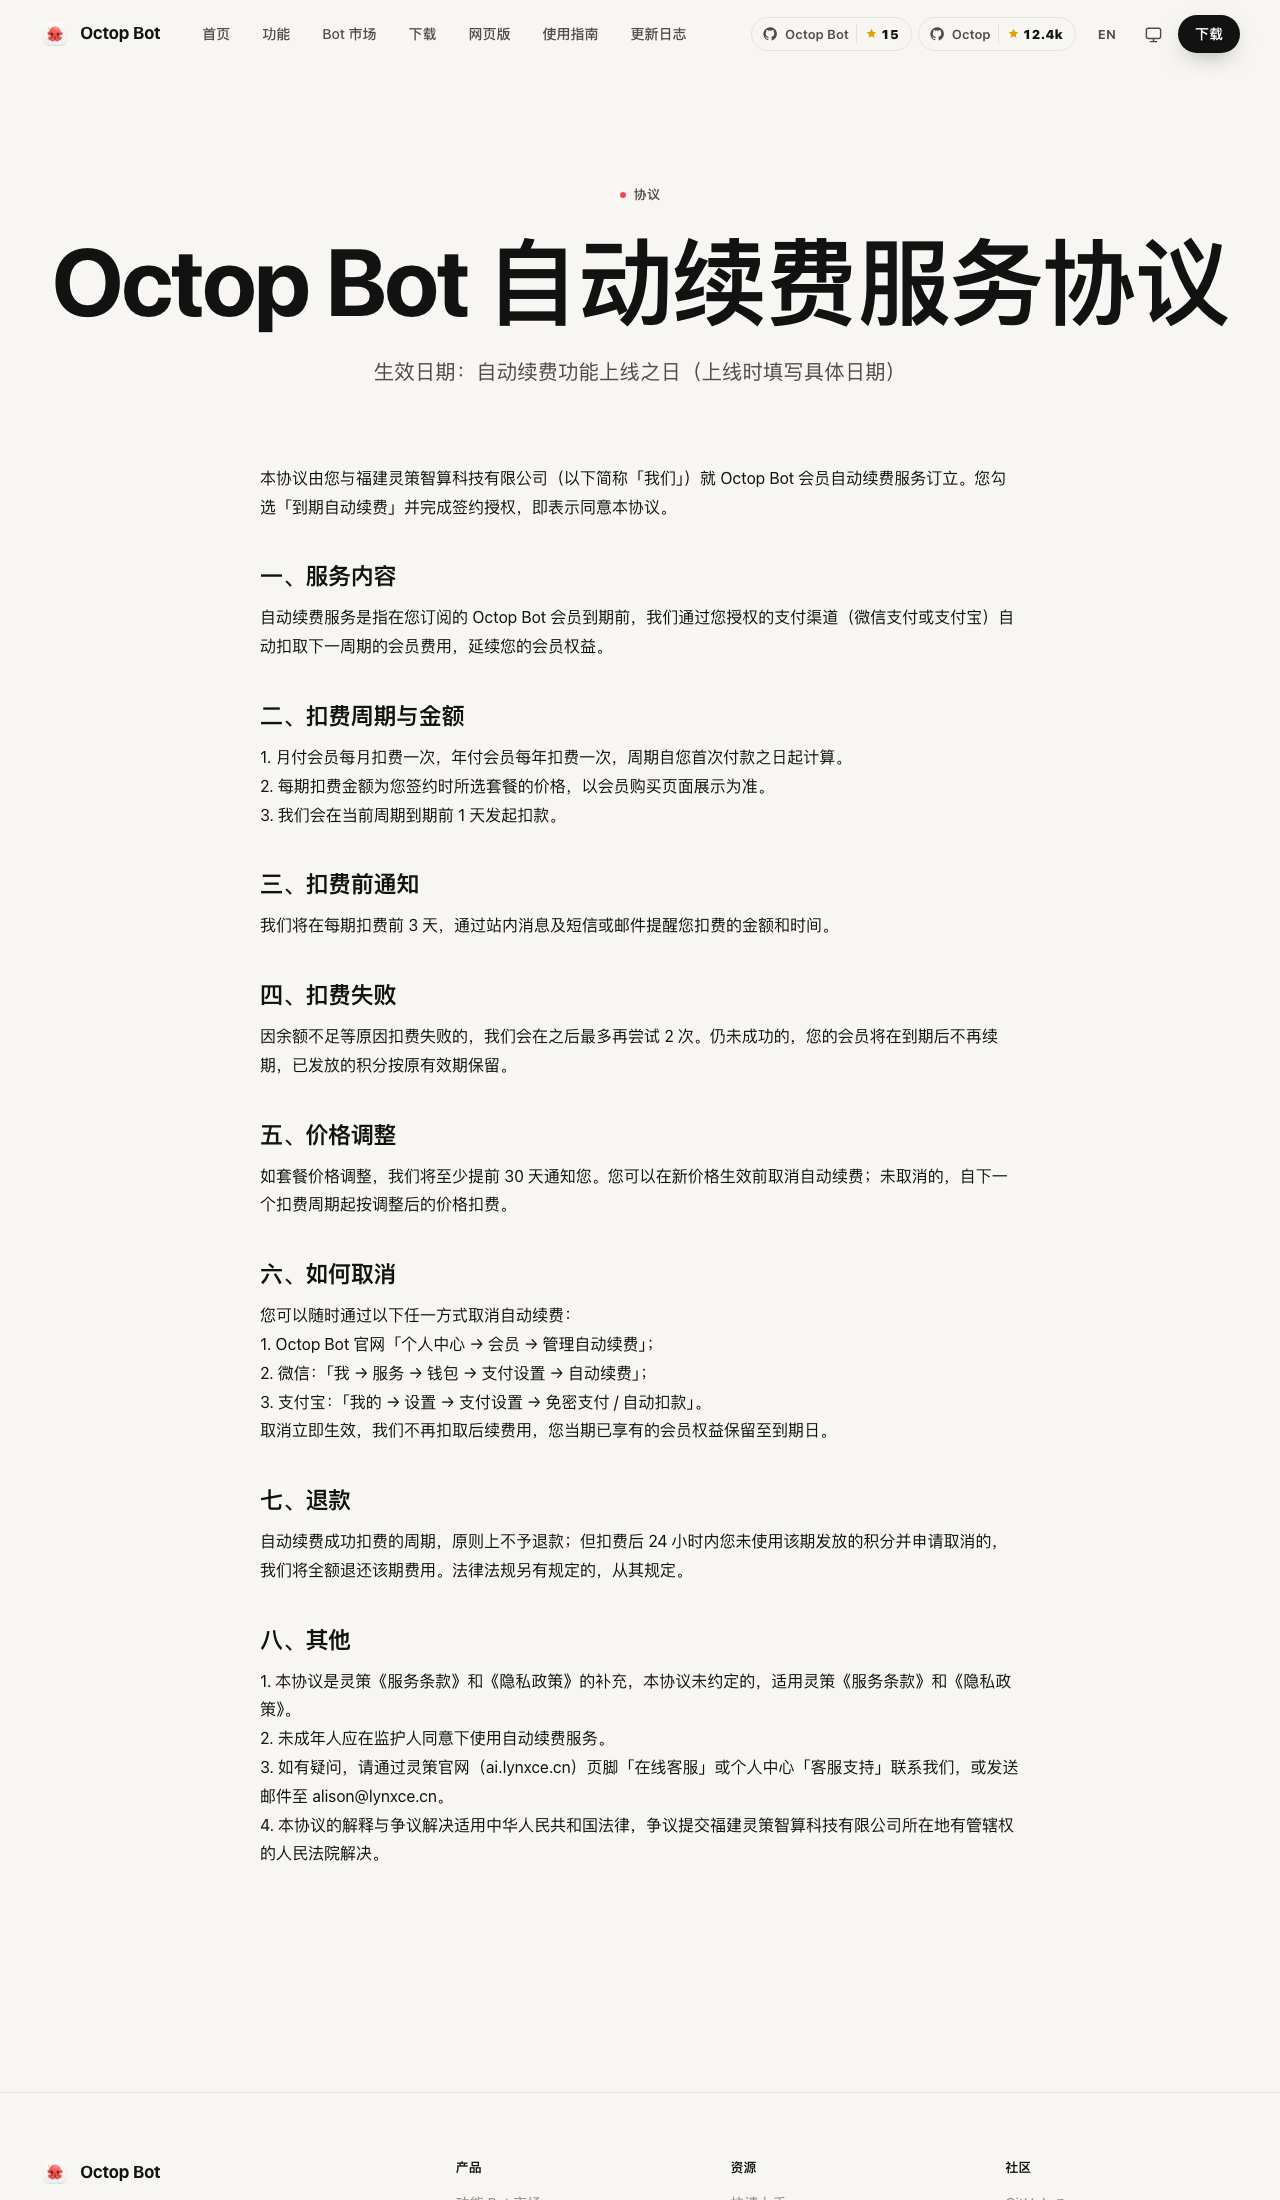 Octop Bot 首页 功能 Bot 市场 下载 网页版 使用指南 更新日志 Octop Bot 15 Octop 12.4k EN 下载
协议
Octop Bot 自动续费服务协议
生效日期：自动续费功能上线之日（上线时填写具体日期）
本协议由您与福建灵策智算科技有限公司（以下简称「我们」）就 Octop Bot 会员自动续费服务订立。您勾
选「到期自动续费」并完成签约授权，即表示同意本协议。
一、服务内容
自动续费服务是指在您订阅的 Octop Bot 会员到期前，我们通过您授权的支付渠道（微信支付或支付宝）自
动扣取下一周期的会员费用，延续您的会员权益。
二、扣费周期与金额
1. 月付会员每月扣费一次，年付会员每年扣费一次，周期自您首次付款之日起计算。
2. 每期扣费金额为您签约时所选套餐的价格，以会员购买页面展示为准。
3. 我们会在当前周期到期前 1 天发起扣款。
三、扣费前通知
我们将在每期扣费前 3 天，通过站内消息及短信或邮件提醒您扣费的金额和时间。
四、扣费失败
因余额不足等原因扣费失败的，我们会在之后最多再尝试 2 次。仍未成功的，您的会员将在到期后不再续
期，已发放的积分按原有效期保留。
五、价格调整
如套餐价格调整，我们将至少提前 30 天通知您。您可以在新价格生效前取消自动续费；未取消的，自下一
个扣费周期起按调整后的价格扣费。
六、如何取消
您可以随时通过以下任一方式取消自动续费：
1. Octop Bot 官网「个人中心 → 会员 → 管理自动续费」；
2. 微信：「我 → 服务 → 钱包 → 支付设置 → 自动续费」；
3. 支付宝：「我的 → 设置 → 支付设置 → 免密支付 / 自动扣款」。
取消立即生效，我们不再扣取后续费用，您当期已享有的会员权益保留至到期日。
七、退款
自动续费成功扣费的周期，原则上不予退款；但扣费后 24 小时内您未使用该期发放的积分并申请取消的，
我们将全额退还该期费用。法律法规另有规定的，从其规定。
八、其他
1. 本协议是灵策《服务条款》和《隐私政策》的补充，本协议未约定的，适用灵策《服务条款》和《隐私政
策》。
2. 未成年人应在监护人同意下使用自动续费服务。
3. 如有疑问，请通过灵策官网（ai.lynxce.cn）页脚「在线客服」或个人中心「客服支持」联系我们，或发送
邮件至 alison@lynxce.cn。
4. 本协议的解释与争议解决适用中华人民共和国法律，争议提交福建灵策智算科技有限公司所在地有管辖权
的人民法院解决。
Octop Bot 产品 资源 社区